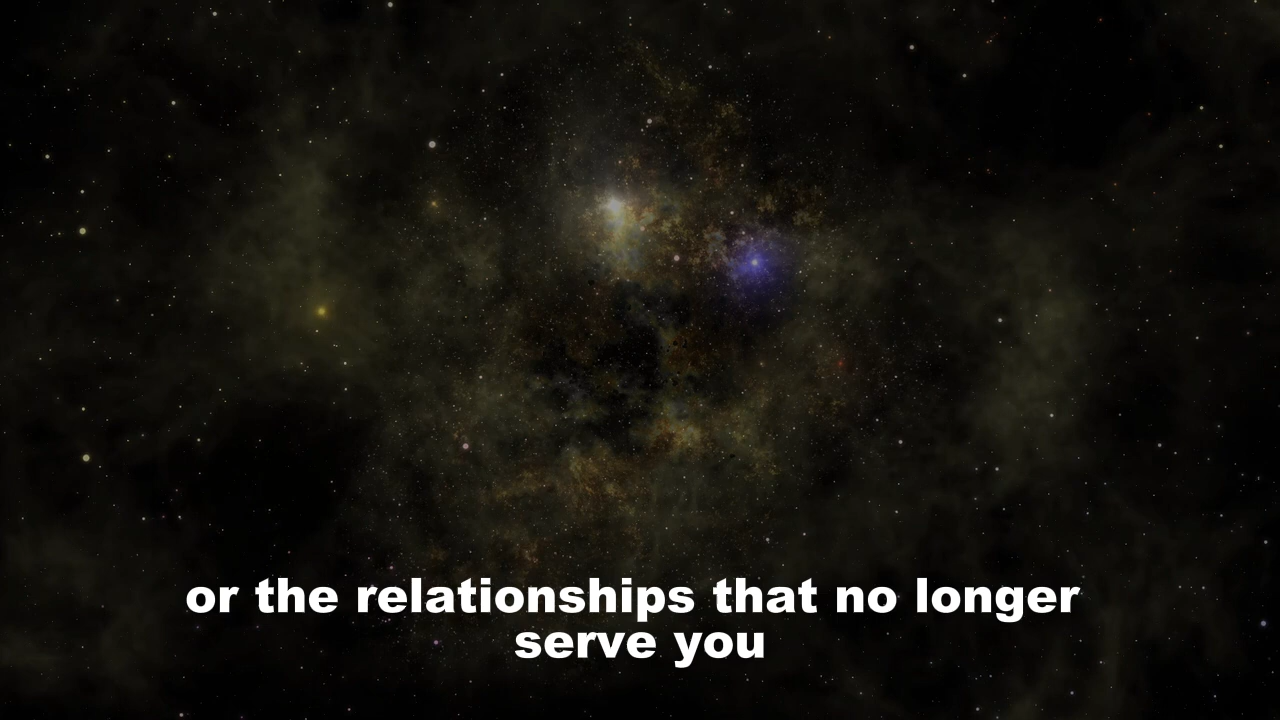 or the relationships that no longer
serve you